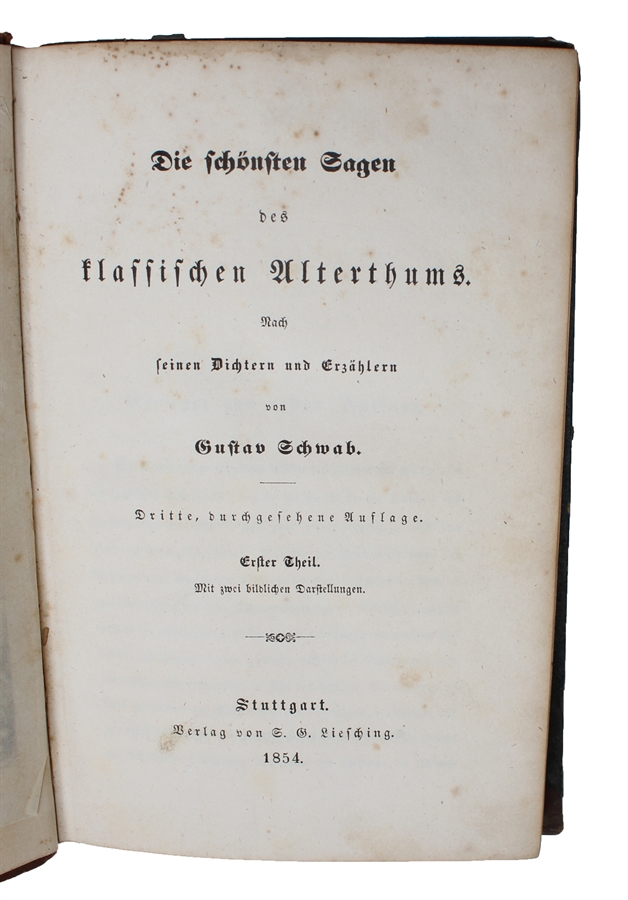 Die schönsten Sagen
des
klassischen Alterthums.
Nach
seinen Dichtern und Erzählern
von
Gustav Schwab.
Dritte, durchgesehene Auflage.
Erster Theil.
Mit zwei bildlichen Darstellungen.
Stuttgart.
Verlag von S. G. Liesching.
1854.